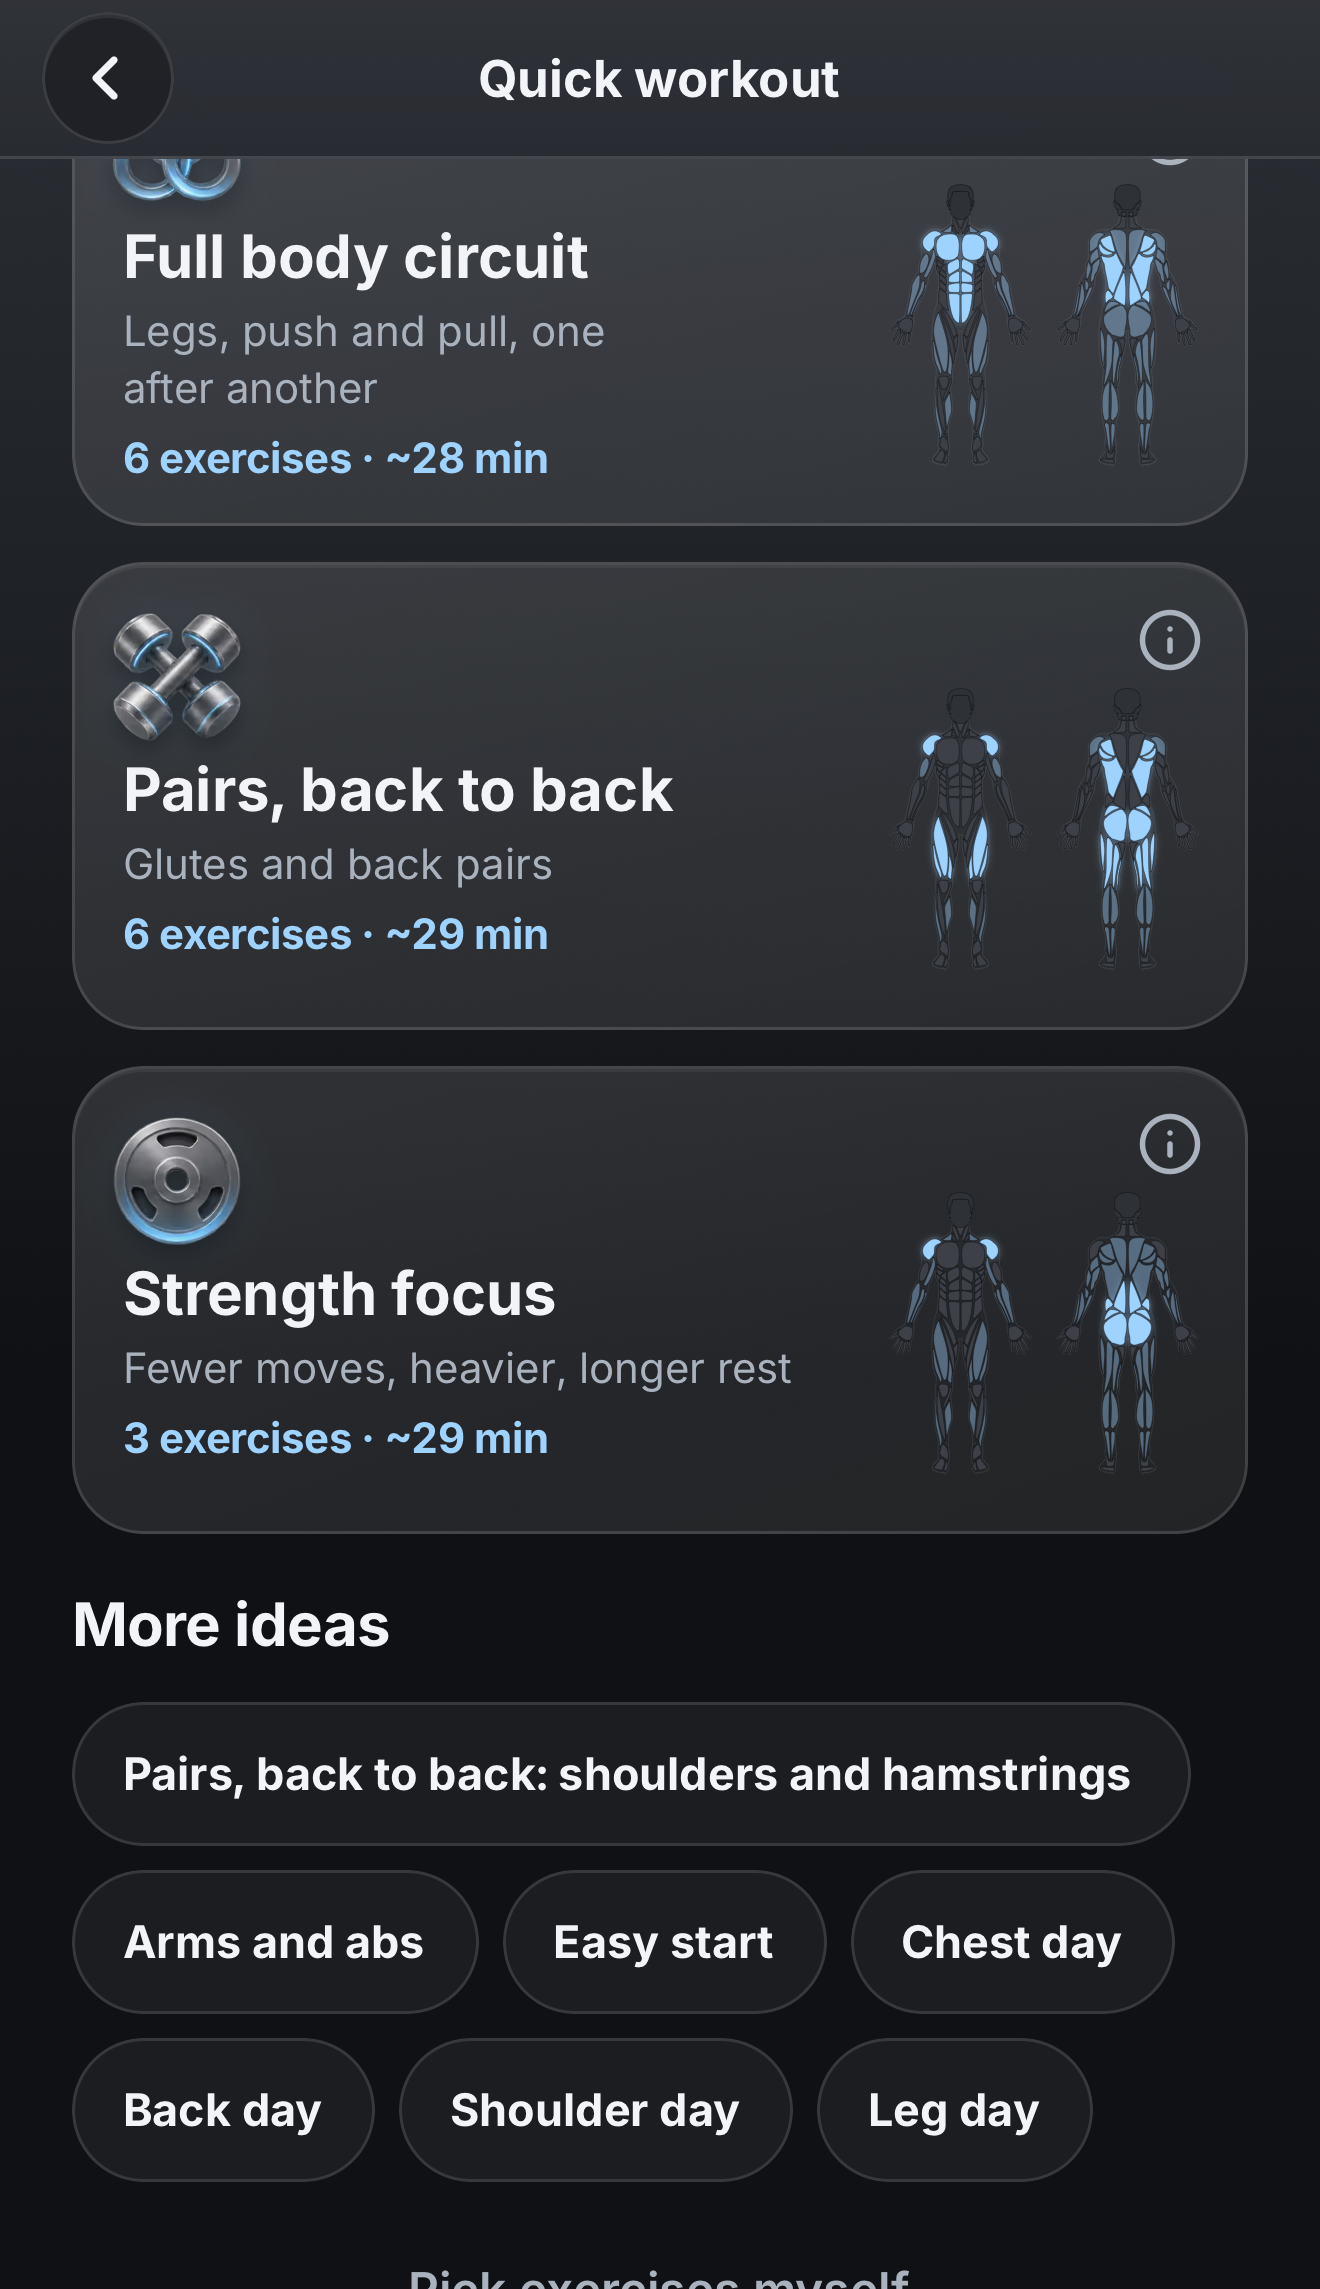 Quick workout
Full body circuit
Legs, push and pull, one
after another
6 exercises · ~28 min
Pairs, back to back
Glutes and back pairs
6 exercises · ~29 min
Strength focus
Fewer moves, heavier, longer rest
3 exercises · ~29 min
More ideas
Pairs, back to back: shoulders and hamstrings
Arms and abs
Easy start
Chest day
Back day
Shoulder day
Leg day
Pick exercises myself